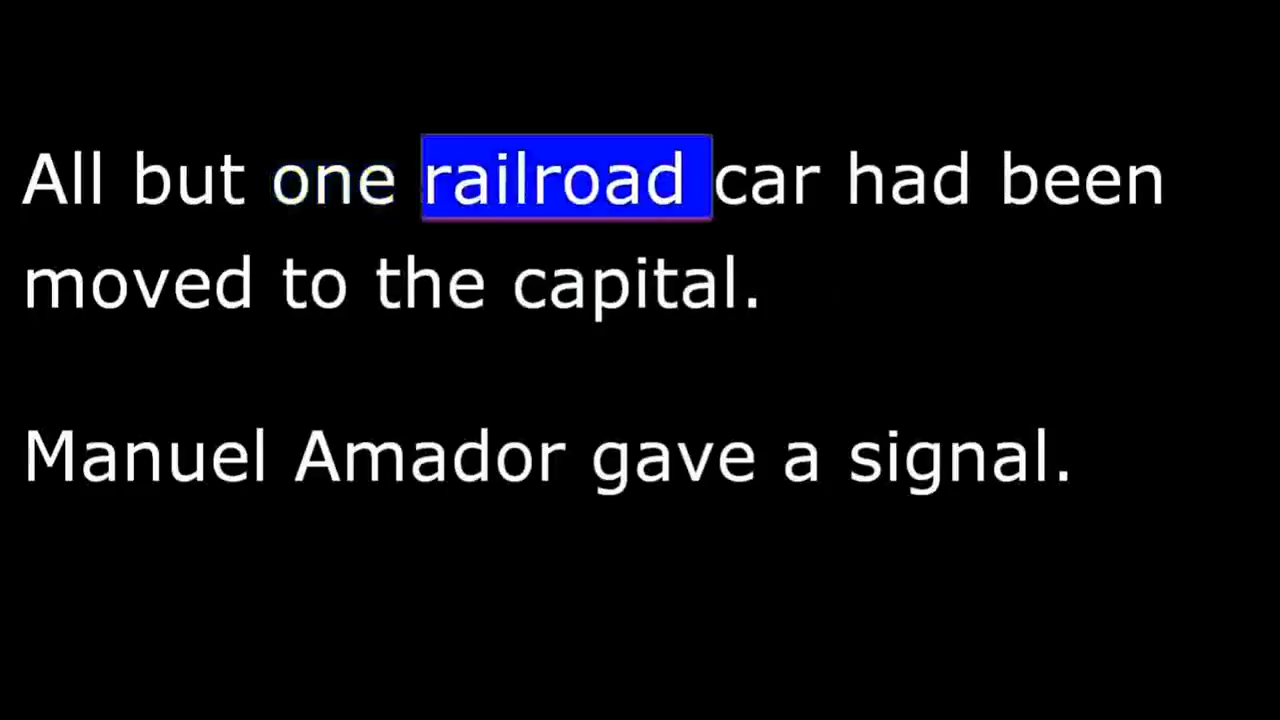 All but one railroad car had been
moved to the capital.
Manuel Amador gave a signal.